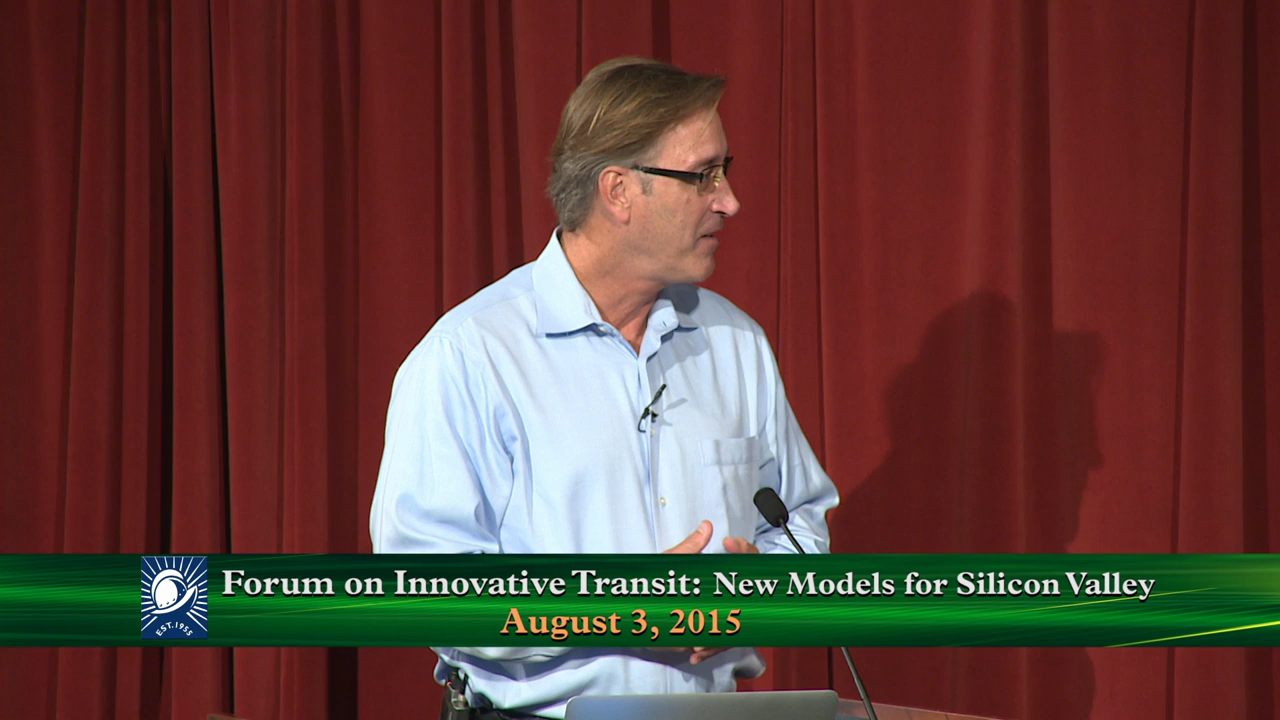 Forum on Innovative Transit: New Models for Silicon Valley
August 3, 2015
EST. 1955